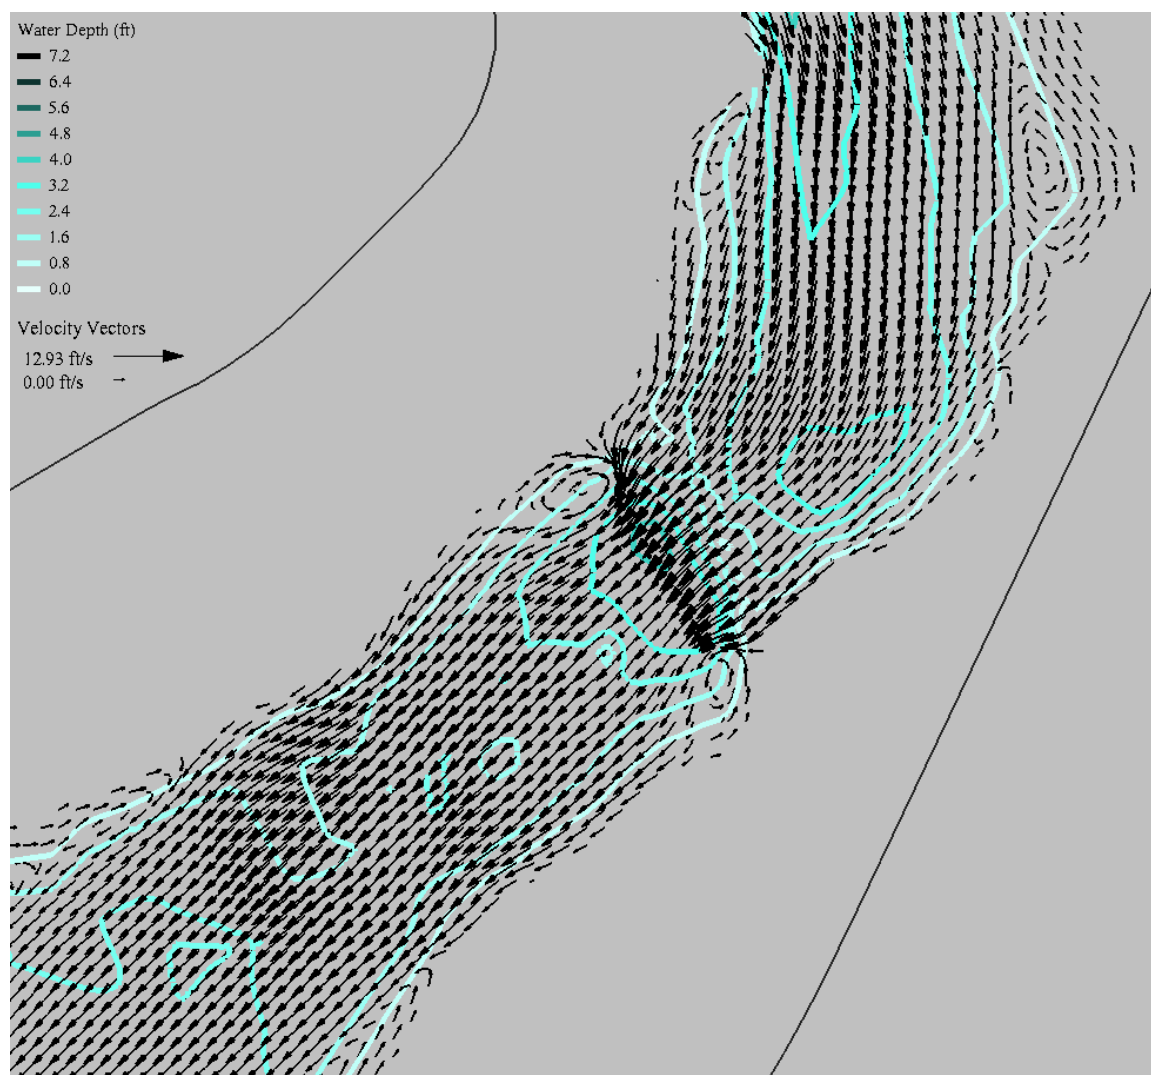 Water Depth (ft)
7.2
6.4
5.6
4.8
4.0
3.2
2.4
1.6
0.8
0.0
Velocity Vectors
12.93 ft/s
0.00 ft/s